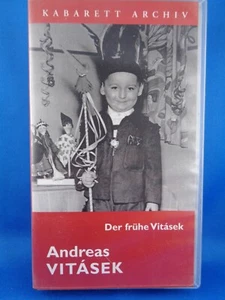 KABARETT ARCHIV
Der frühe Vitásek
Andreas
VITÁSEK